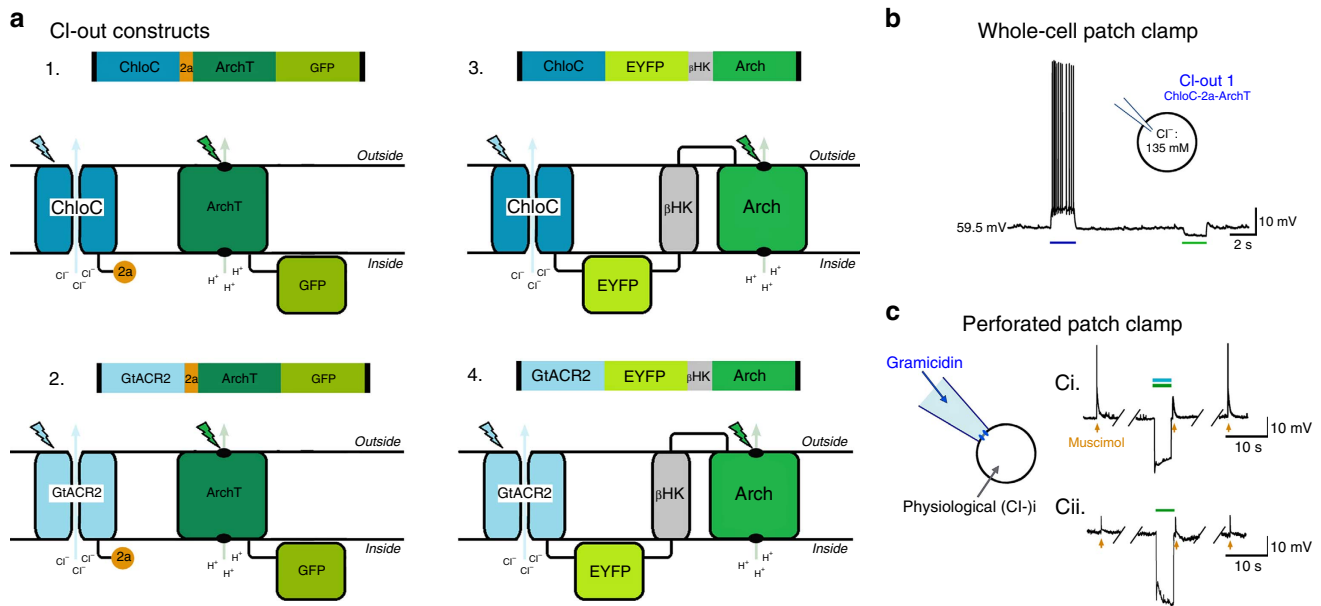 a
Cl-out constructs
1.
ChloC 2a ArchT GFP
Outside
ChloC
ArchT
Inside
Cl⁻ Cl⁻ Cl⁻
2a
H⁺ H⁺ H⁺
GFP
2.
GtACR2 2a ArchT GFP
Outside
GtACR2
ArchT
Inside
Cl⁻ Cl⁻ Cl⁻
2a
H⁺ H⁺ H⁺
GFP
3.
ChloC EYFP βHK Arch
Outside
ChloC
βHK
Arch
Inside
Cl⁻ Cl⁻ Cl⁻
EYFP
H⁺ H⁺ H⁺
4.
GtACR2 EYFP βHK Arch
Outside
GtACR2
βHK
Arch
Inside
Cl⁻ Cl⁻ Cl⁻
EYFP
H⁺ H⁺ H⁺
b
Whole-cell patch clamp
Cl-out 1
ChloC-2a-ArchT
Cl⁻:
135 mM
59.5 mV
10 mV
2 s
c
Perforated patch clamp
Gramicidin
Physiological (Cl-)i
Ci.
Muscimol
10 mV
10 s
Cii.
10 mV
10 s